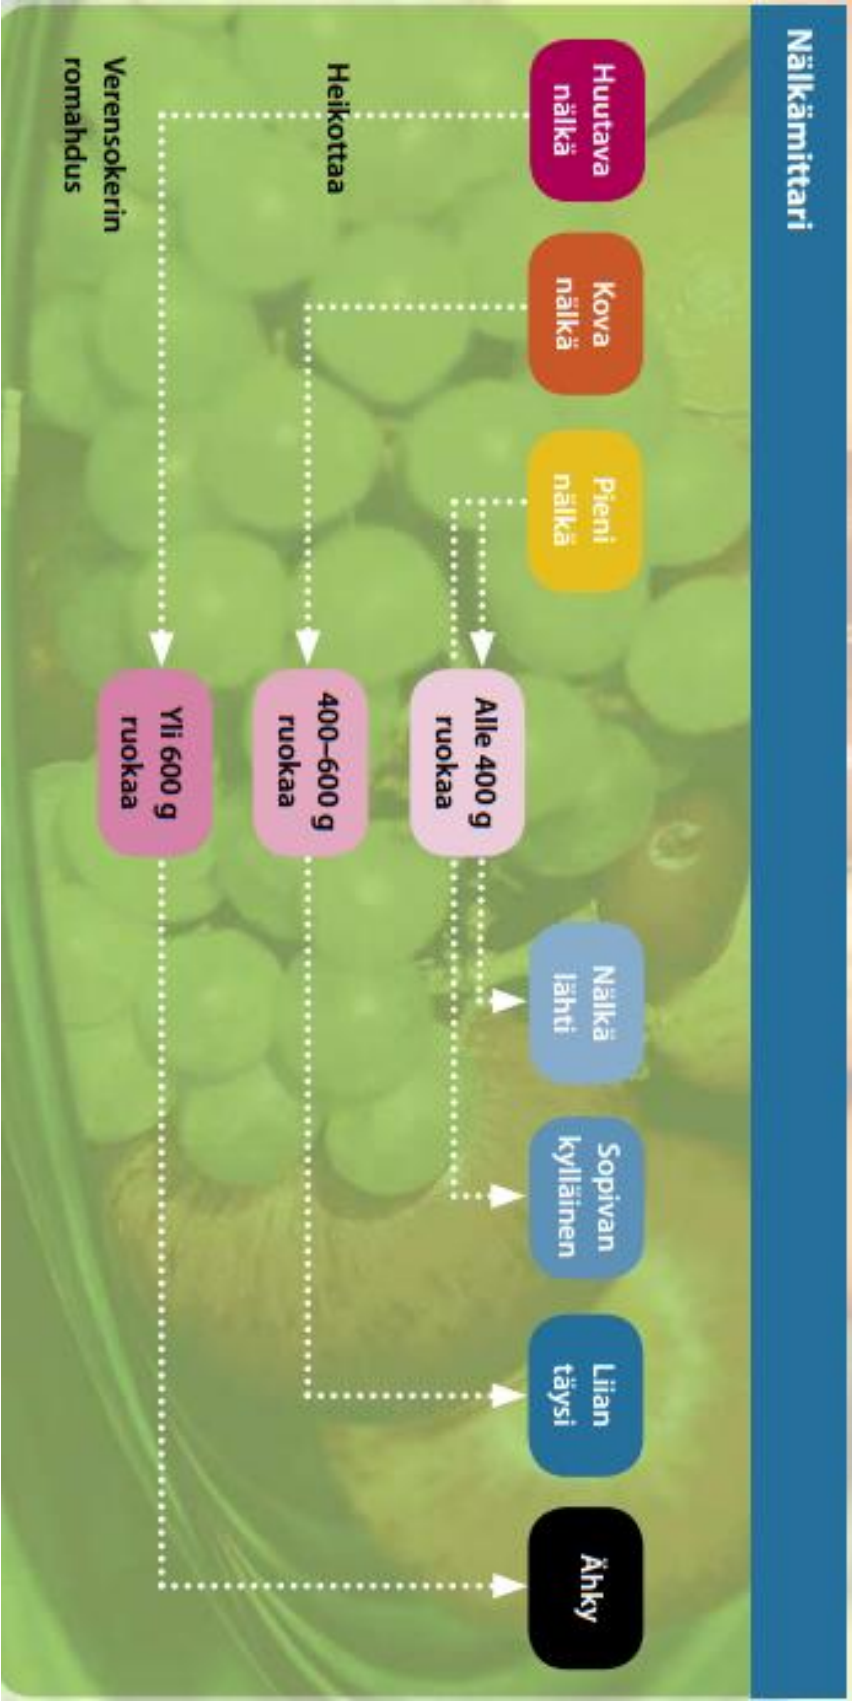 Nälkämittari
Huutava
nälkä
Kova
nälkä
Pieni
nälkä
Nälkä
lähti
Sopivan
kylläinen
Liian
täysi
Ähky
Alle 400 g
ruokaa
Heikottaa
400–600 g
ruokaa
Verensokerin
romahdus
Yli 600 g
ruokaa